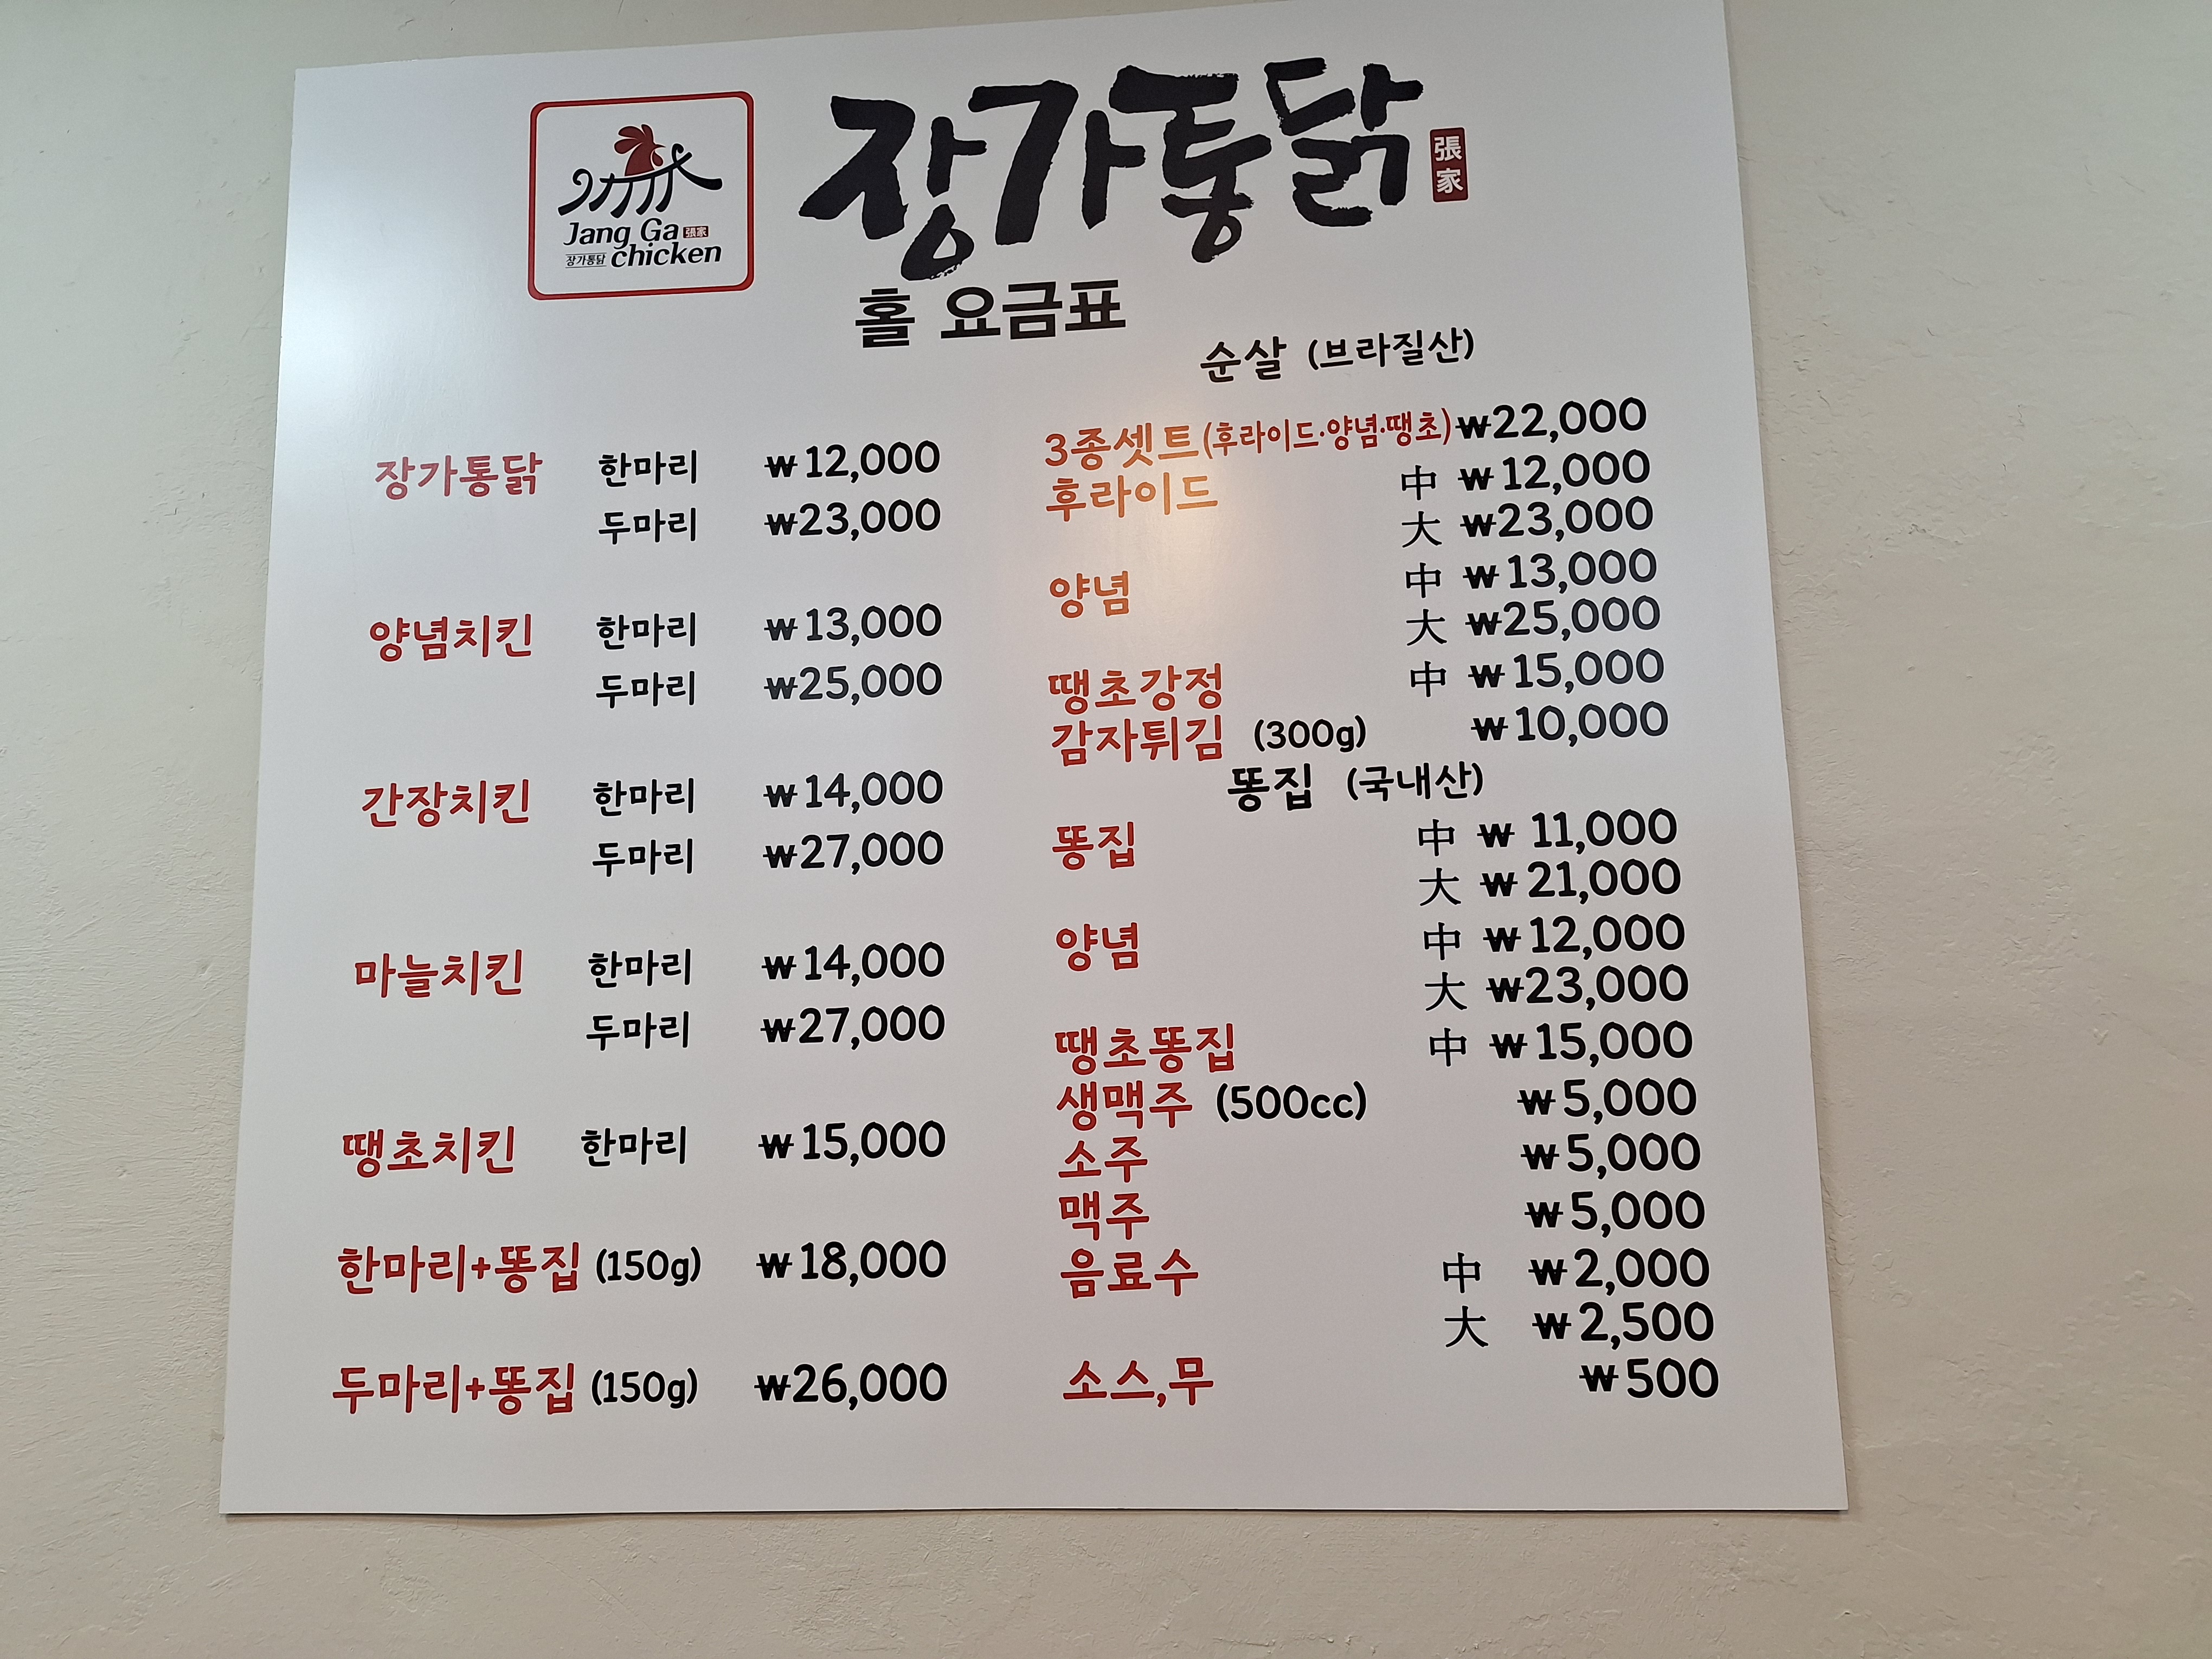 Jang Ga 張家
장가통닭 chicken
장가통닭
張家
홀 요금표
장가통닭 한마리 ₩12,000
두마리 ₩23,000
양념치킨 한마리 ₩13,000
두마리 ₩25,000
간장치킨 한마리 ₩14,000
두마리 ₩27,000
마늘치킨 한마리 ₩14,000
두마리 ₩27,000
땡초치킨 한마리 ₩15,000
한마리+똥집 (150g) ₩18,000
두마리+똥집 (150g) ₩26,000
순살 (브라질산)
3종셋트(후라이드·양념·땡초) ₩22,000
후라이드 中 ₩12,000
大 ₩23,000
양념 中 ₩13,000
大 ₩25,000
땡초강정 中 ₩15,000
감자튀김 (300g) ₩10,000
똥집 (국내산)
똥집 中 ₩11,000
大 ₩21,000
양념 中 ₩12,000
大 ₩23,000
땡초똥집 中 ₩15,000
생맥주 (500cc) ₩5,000
소주 ₩5,000
맥주 ₩5,000
음료수 中 ₩2,000
大 ₩2,500
소스,무 ₩500